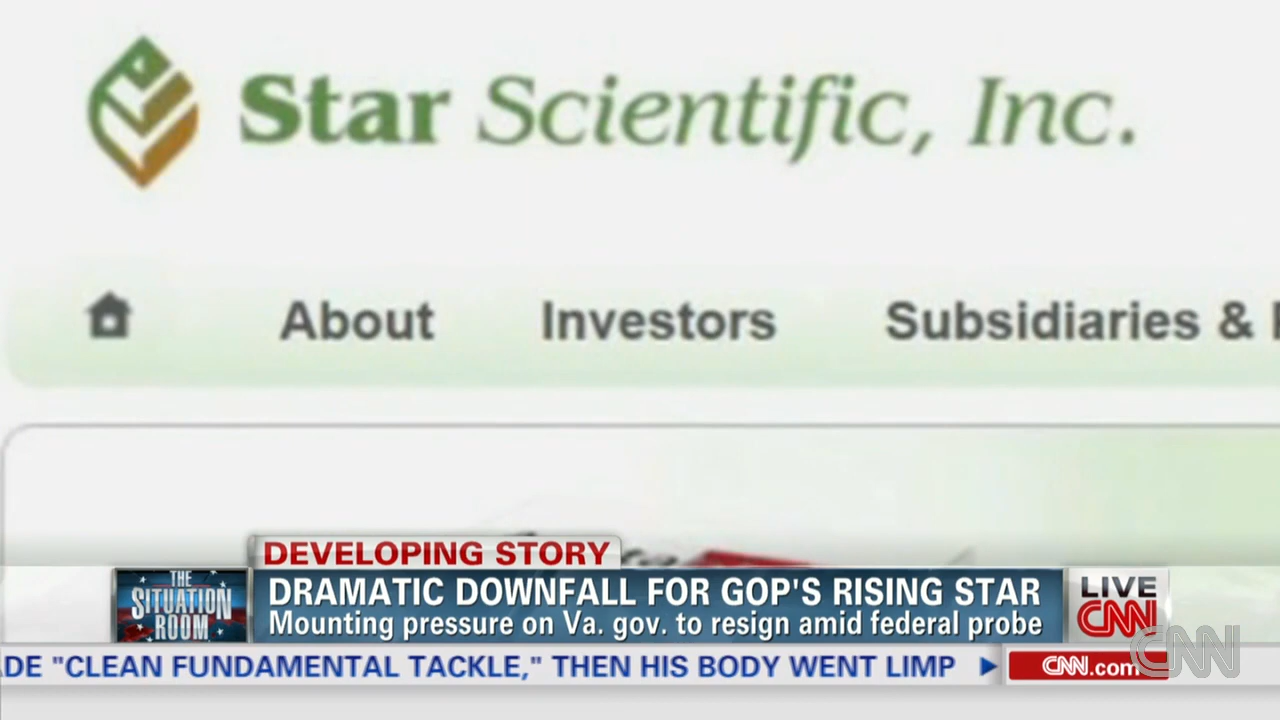 Star Scientific, Inc.
About Investors Subsidiaries &
DEVELOPING STORY
THE
SITUATION
ROOM
DRAMATIC DOWNFALL FOR GOP'S RISING STAR
Mounting pressure on Va. gov. to resign amid federal probe
LIVE
CNN
ADE "CLEAN FUNDAMENTAL TACKLE," THEN HIS BODY WENT LIMP
CNN.com
CNN